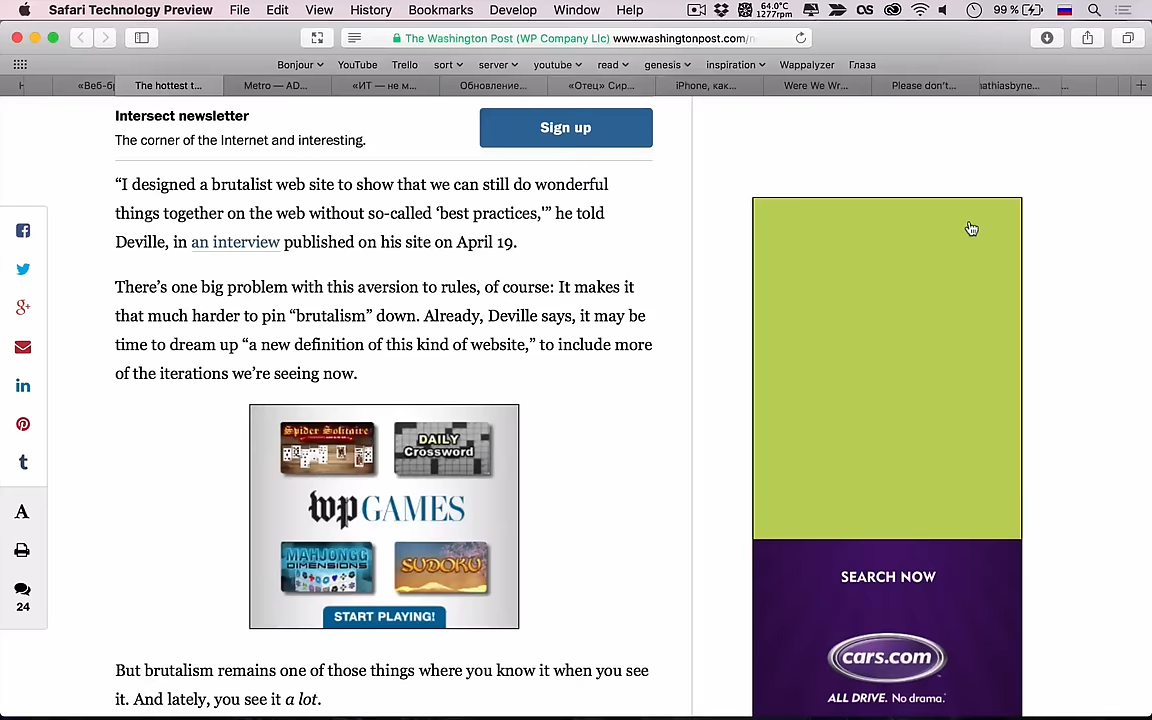 Safari Technology Preview File Edit View History Bookmarks Develop Window Help
64.0°C
1277rpm
99 %
The Washington Post (WP Company Llc) www.washingtonpost.com/n
Bonjour YouTube Trello sort server youtube read genesis inspiration Wappalyzer Глаза
«Веб-б The hottest t... Metro — AD... «ИТ — не м... Обновление... «Отец» Сир... iPhone, как... Were We Wr... Please don't... athiasbyne...
Intersect newsletter
The corner of the Internet and interesting.
Sign up
“I designed a brutalist web site to show that we can still do wonderful
things together on the web without so-called ‘best practices,'” he told
Deville, in an interview published on his site on April 19.
There’s one big problem with this aversion to rules, of course: It makes it
that much harder to pin “brutalism” down. Already, Deville says, it may be
time to dream up “a new definition of this kind of website,” to include more
of the iterations we’re seeing now.
Spider Solitaire
DAILY
Crossword
wp GAMES
MAHJONGG
DIMENSIONS
SUDOKU
START PLAYING!
But brutalism remains one of those things where you know it when you see
it. And lately, you see it a lot.
24
SEARCH NOW
cars.com
ALL DRIVE. No drama.